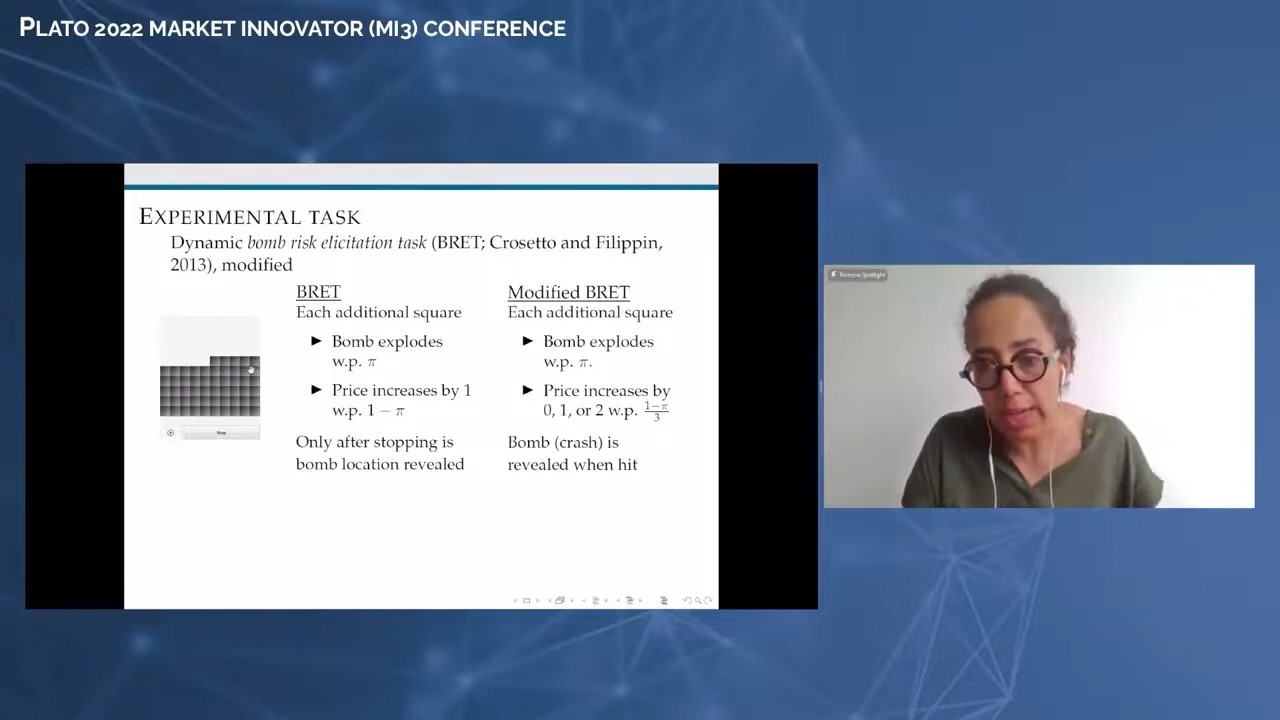 PLATO 2022 MARKET INNOVATOR (MI3) CONFERENCE
EXPERIMENTAL TASK
Dynamic bomb risk elicitation task (BRET; Crosetto and Filippin,
2013), modified
BRET
Each additional square
► Bomb explodes
w.p. π
► Price increases by 1
w.p. 1 − π
Only after stopping is
bomb location revealed
Modified BRET
Each additional square
► Bomb explodes
w.p. π.
► Price increases by
0, 1, or 2 w.p. (1−π)/3
Bomb (crash) is
revealed when hit
Stop
Remove Spotlight